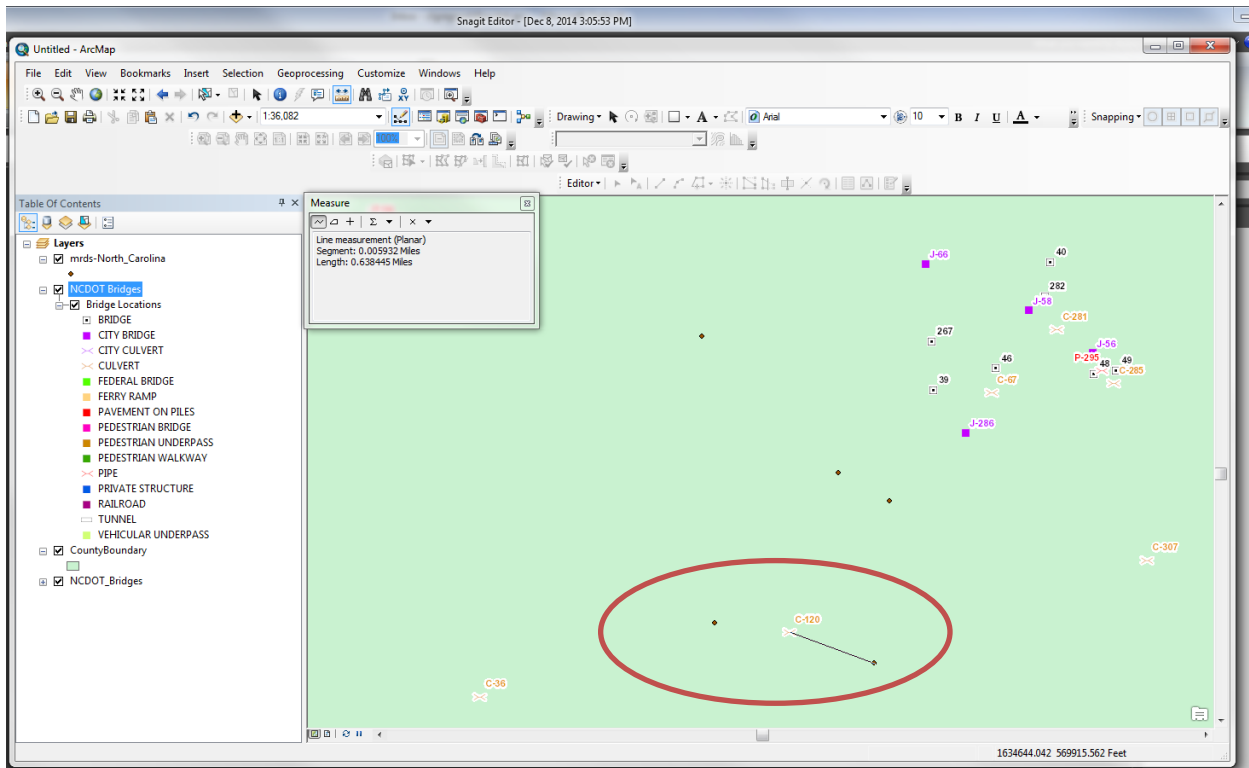 Snagit Editor - [Dec 8, 2014 3:05:53 PM]
Untitled - ArcMap
File Edit View Bookmarks Insert Selection Geoprocessing Customize Windows Help
1:36,082 Drawing Arial 10 B I U A Snapping
100%
Editor
Table Of Contents
Layers
mrds-North_Carolina
NCDOT Bridges
Bridge Locations
BRIDGE
CITY BRIDGE
CITY CULVERT
CULVERT
FEDERAL BRIDGE
FERRY RAMP
PAVEMENT ON PILES
PEDESTRIAN BRIDGE
PEDESTRIAN UNDERPASS
PEDESTRIAN WALKWAY
PIPE
PRIVATE STRUCTURE
RAILROAD
TUNNEL
VEHICULAR UNDERPASS
CountyBoundary
NCDOT_Bridges
Measure
Line measurement (Planar)
Segment: 0.005932 Miles
Length: 0.638445 Miles
J-66
40
282
J-58
C-281
267
J-56
P-295
46
48
49
C-285
39
C-67
J-286
C-307
C-120
C-36
1634644.042 569915.562 Feet